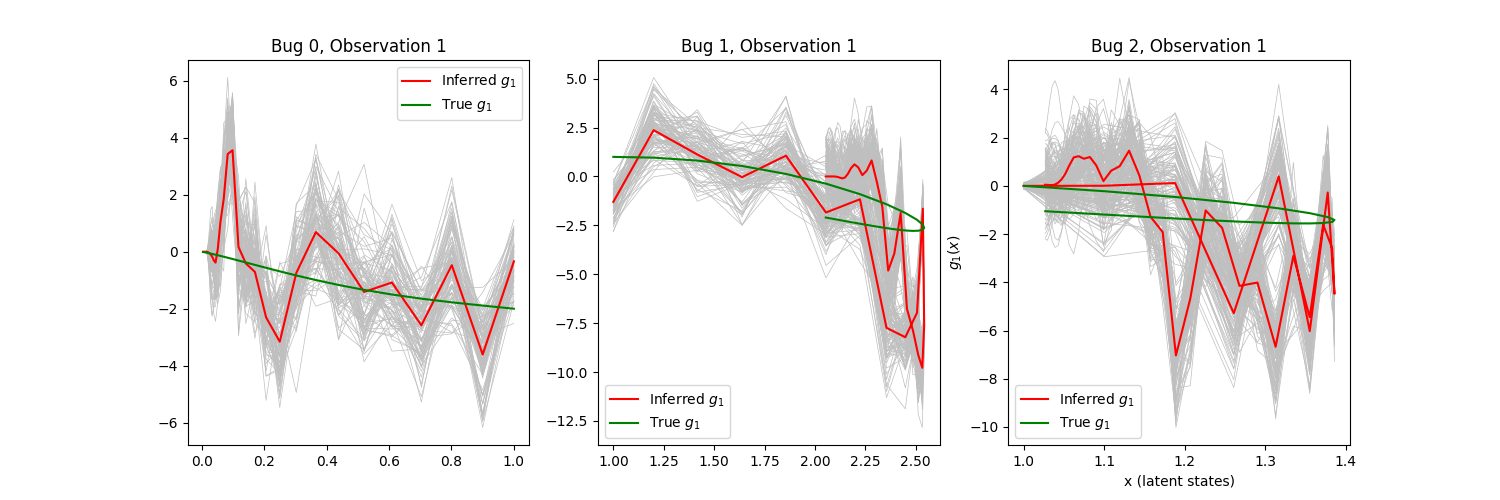 Bug 0, Observation 1
6
4
2
0
−2
−4
−6
0.0 0.2 0.4 0.6 0.8 1.0
Inferred g₁
True g₁
Bug 1, Observation 1
5.0
2.5
0.0
−2.5
−5.0
−7.5
−10.0
−12.5
1.00 1.25 1.50 1.75 2.00 2.25 2.50
Inferred g₁
True g₁
Bug 2, Observation 1
g₁(x)
4
2
0
−2
−4
−6
−8
−10
1.0 1.1 1.2 1.3 1.4
x (latent states)
Inferred g₁
True g₁